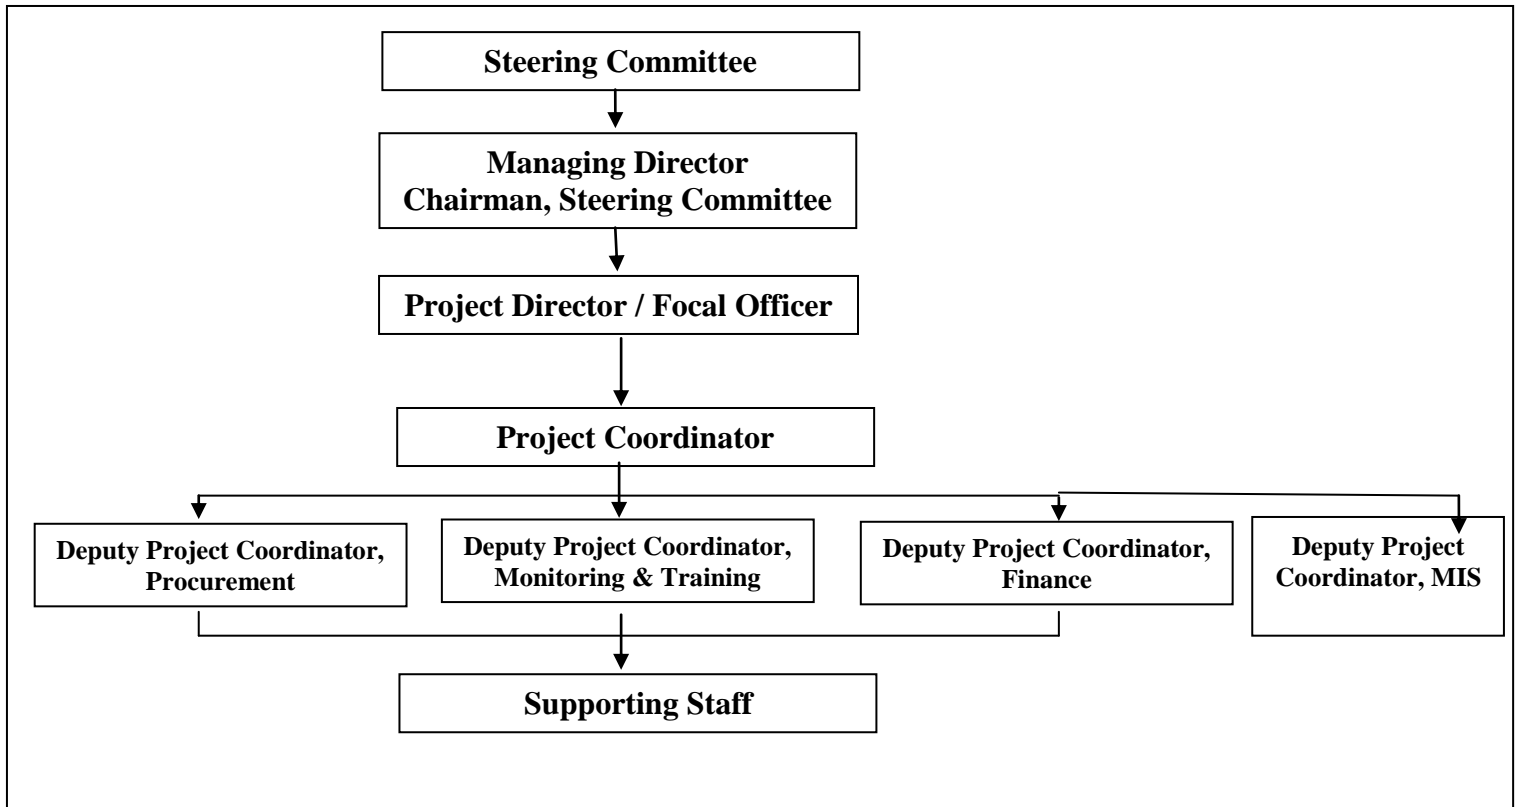 Steering Committee
Managing Director
Chairman, Steering Committee
Project Director / Focal Officer
Project Coordinator
Deputy Project Coordinator,
Procurement
Deputy Project Coordinator,
Monitoring & Training
Deputy Project Coordinator,
Finance
Deputy Project
Coordinator, MIS
Supporting Staff